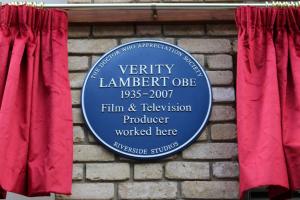 THE DOCTOR WHO APPRECIATION SOCIETY
VERITY
LAMBERT OBE
1935-2007
Film & Television
Producer
worked here
RIVERSIDE STUDIOS